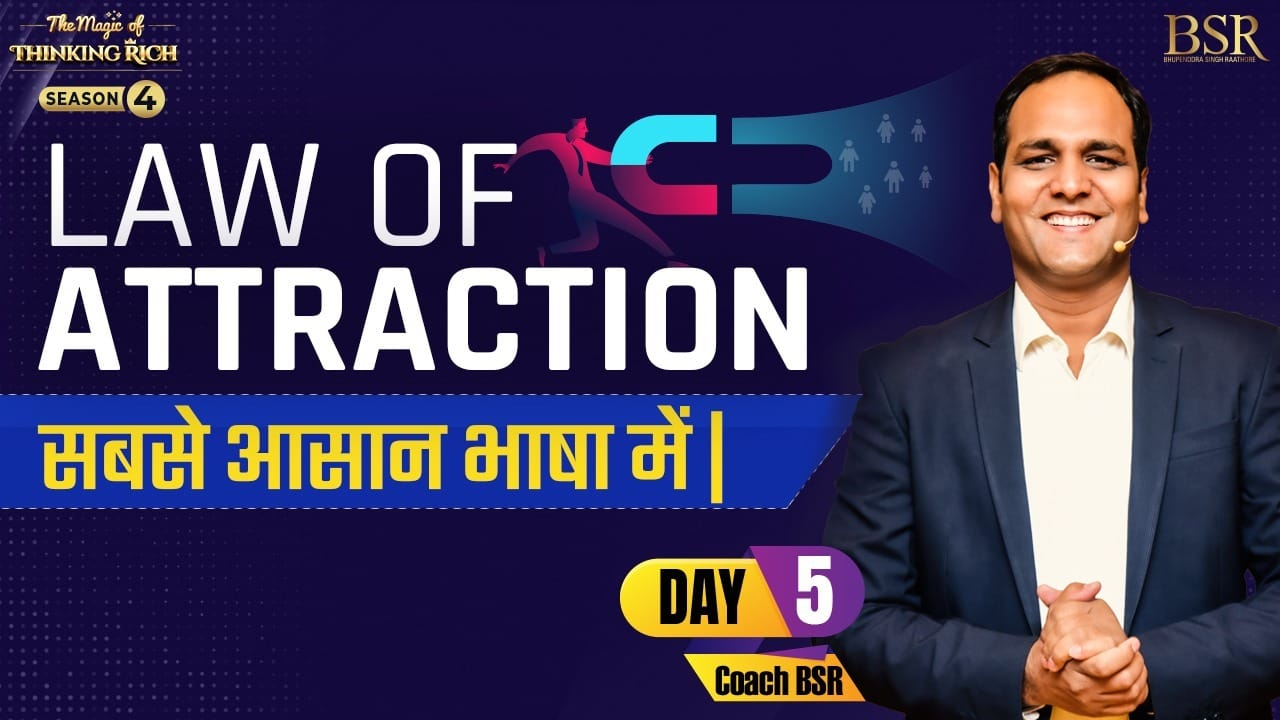 The Magic of
THINKING RICH
SEASON 4
BSR
BHUPENDDRA SINGH RAATHORE
LAW OF
ATTRACTION
सबसे आसान भाषा में|
DAY 5
Coach BSR